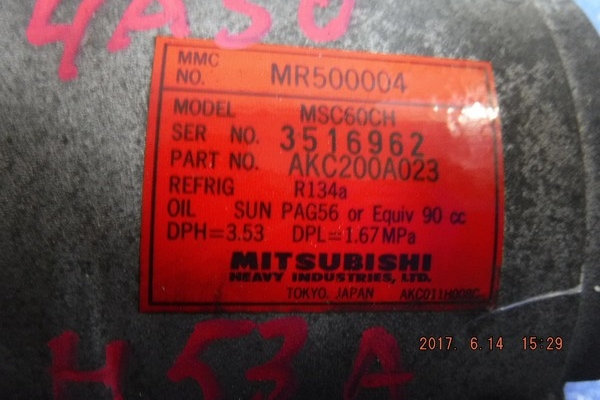 4A30
MMC
NO. MR500004
MODEL MSC60CH
SER NO. 3516962
PART NO. AKC200A023
REFRIG R134a
OIL SUN PAG56 or Equiv 90 cc
DPH=3.53 DPL=1.67MPa
MITSUBISHI
HEAVY INDUSTRIES, LTD.
TOKYO, JAPAN
H53A
2017. 6.14 15:29